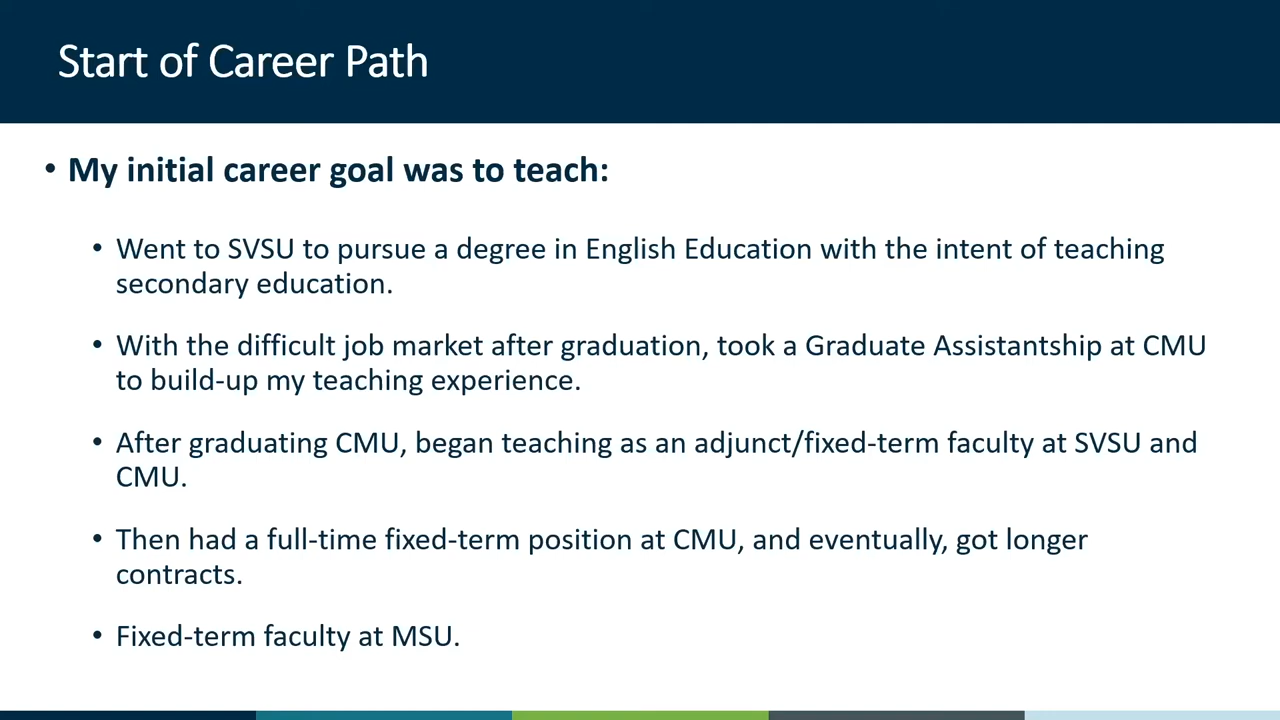 Start of Career Path
• My initial career goal was to teach:
• Went to SVSU to pursue a degree in English Education with the intent of teaching
secondary education.
• With the difficult job market after graduation, took a Graduate Assistantship at CMU
to build-up my teaching experience.
• After graduating CMU, began teaching as an adjunct/fixed-term faculty at SVSU and
CMU.
• Then had a full-time fixed-term position at CMU, and eventually, got longer
contracts.
• Fixed-term faculty at MSU.